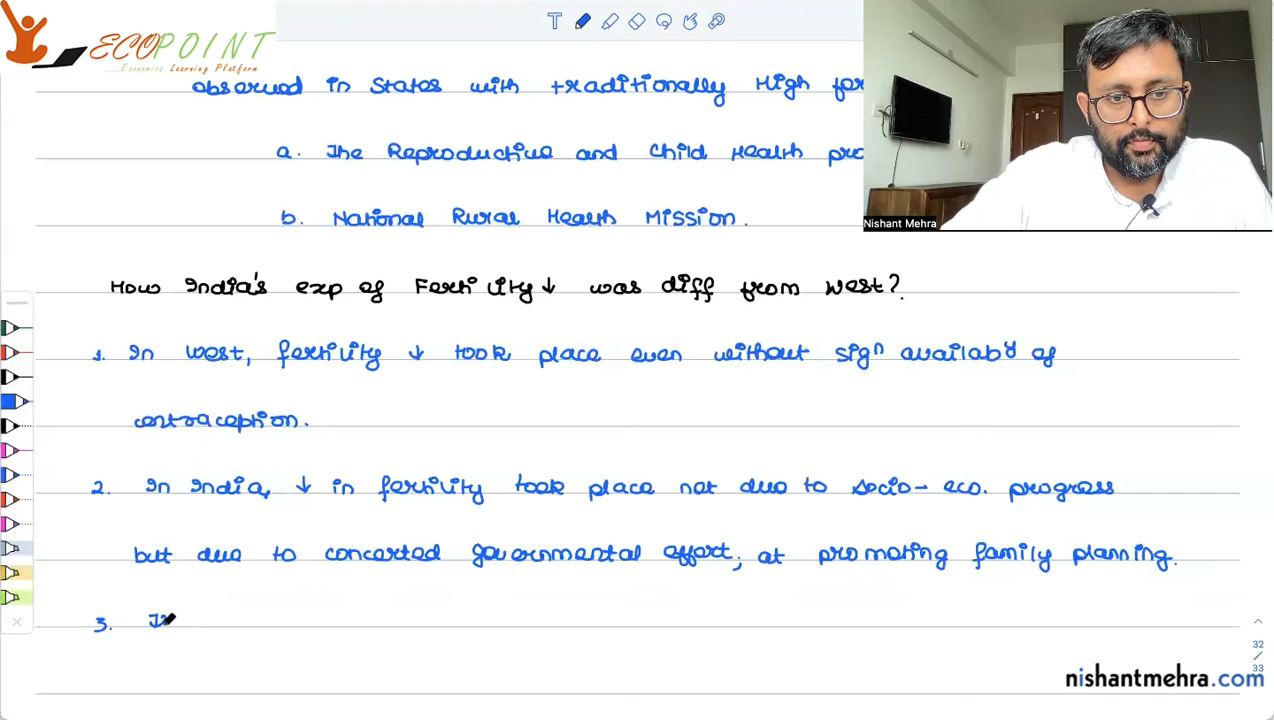 ECOPOINT
.....Economics Learning Platform
observed in States with traditionally High fer
a. The Reproductive and Child Health pro
b. National Rural Health Mission.
Nishant Mehra
How India's exp of Fertility ↓ was diff from West?
1. In West, fertility ↓ took place even without signⁿ availabʸ of
contraception.
2. In India, ↓ in fertility took place not due to socio- eco. progress
but due to concerted governmental effort, at promoting family planning.
3. I
32
/
33
nishantmehra.com